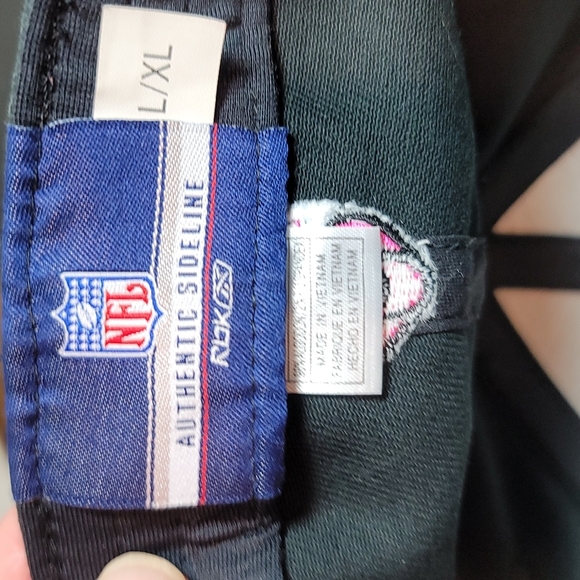 L/XL
NFL
AUTHENTIC SIDELINE
Rbk
MADE IN VIETNAM
FABRIQUE EN VIETNAM
HECHO EN VIETNAM